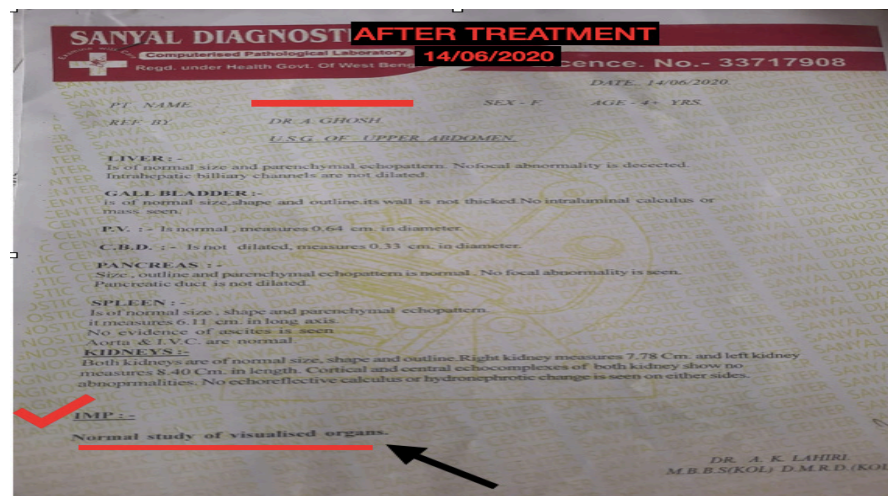 SANYAL DIAGNOST AFTER TREATMENT
Computerised Pathological Laboratory
14/06/2020
Regd. under Health Govt. Of West Beng cence. No.- 33717908
DATE. 14/06/2020.
PT NAME SEX - F AGE - 4+ YRS.
REF BY DR. A. GHOSH.
U.S.G. OF - UPPER ABDOMEN.
LIVER : -
Is of normal size and parenchymal echopattern. Nofocal abnormality is decected.
Intrahepatic billiary channels are not dilated.
GALL BLADDER :-
is of normal size,shape and outline.its wall is not thicked.No intraluminal calculus or
mass seen.
P.V. : - Is normal , measures 0.64 cm. in diameter.
C.B.D. : - Is not dilated, measures 0.33 cm. in diameter.
PANCREAS : -
Size , outline and parenchymal echopattern is normal . No focal abnormality is seen.
Pancreatic duct is not dilated.
SPLEEN : -
Is of normal size , shape and parenchymal echopattern.
it measures 6.11 cm. in long axis
No evidence of ascites is seen
Aorta & I.V.C. are normal
KIDNEYS :-
Both kidneys are of normal size, shape and outline.Right kidney measures 7.78 Cm. and left kidney
measures 8.40 Cm. in length. Cortical and central echocomplexes of both kidney show no
abnoprmalities. No echoreflective calculus or hydronephrotic change is seen on either sides.
IMP : -
Normal study of visualised organs.
DR. A. K. LAHIRI.
M.B.B.S(KOL) D.M.R.D.(KOL